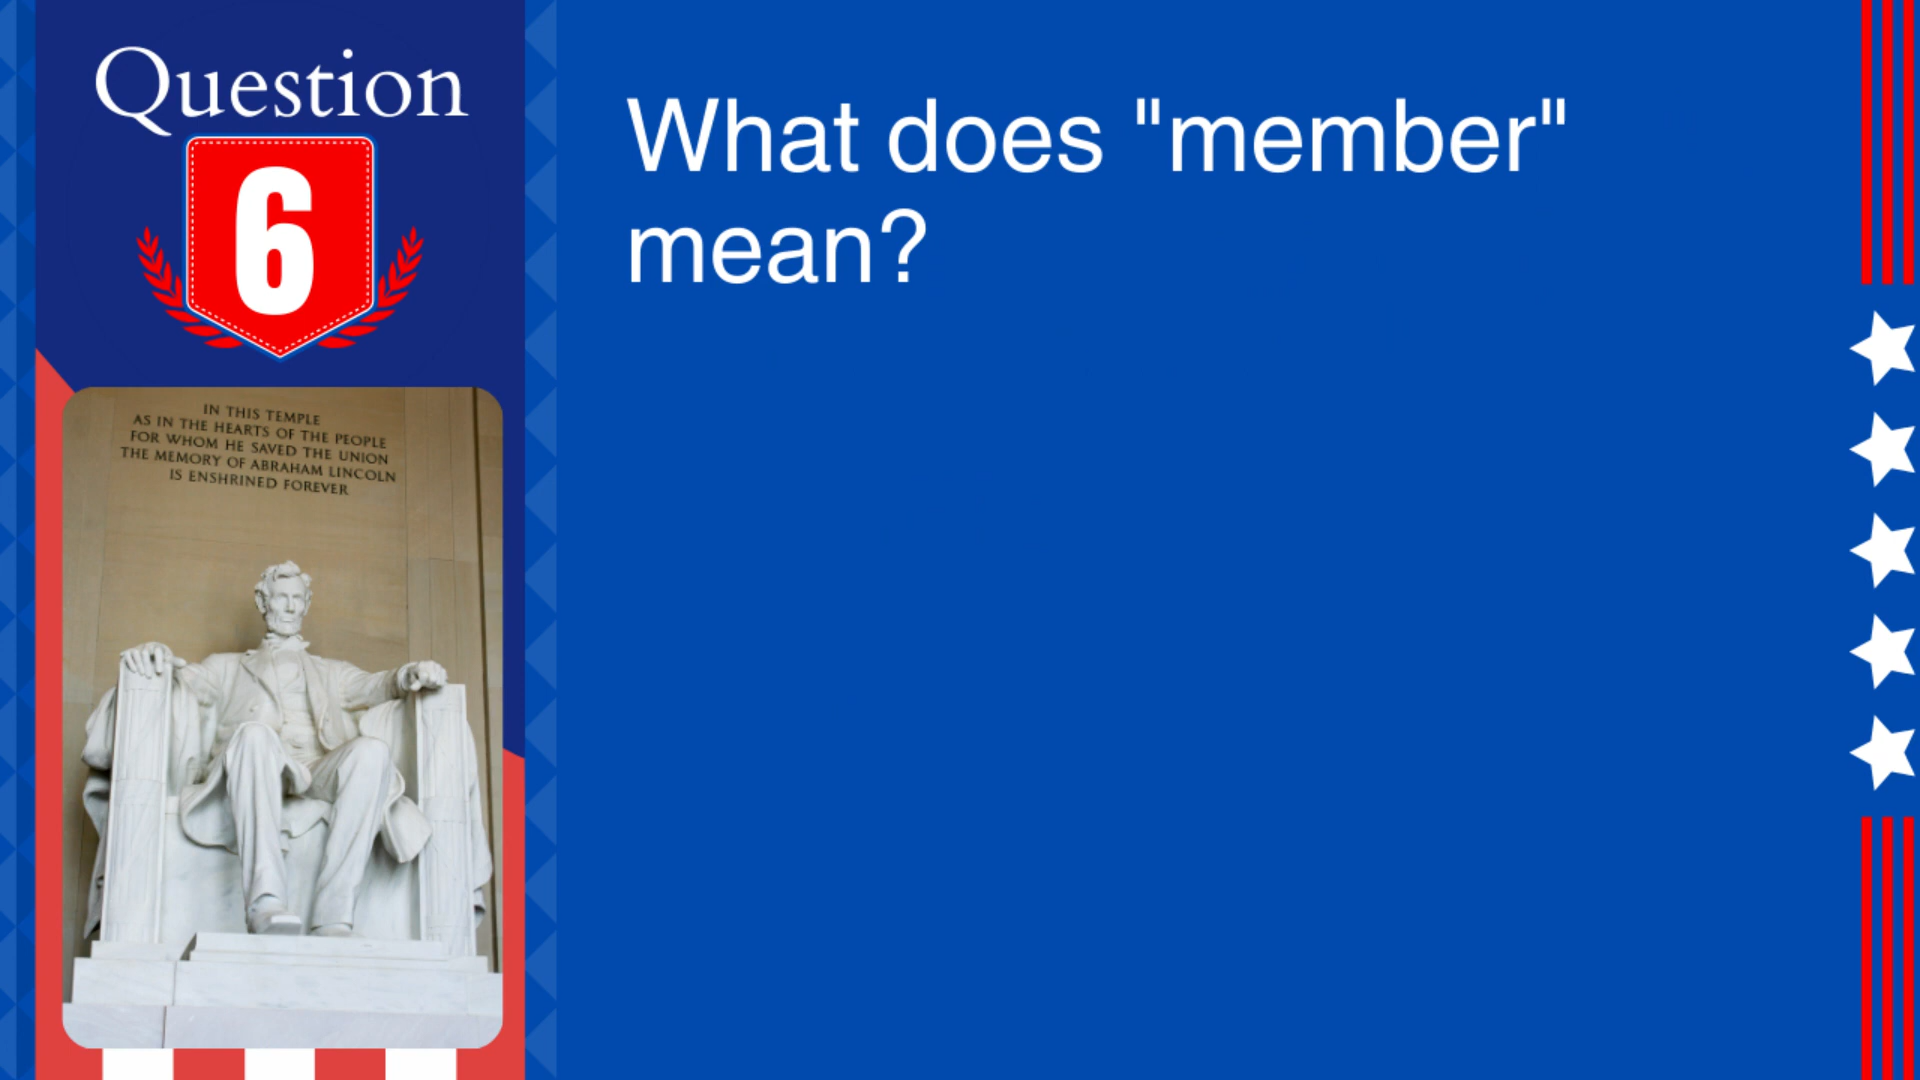 Question
6
What does "member"
mean?
IN THIS TEMPLE
AS IN THE HEARTS OF THE PEOPLE
FOR WHOM HE SAVED THE UNION
THE MEMORY OF ABRAHAM LINCOLN
IS ENSHRINED FOREVER